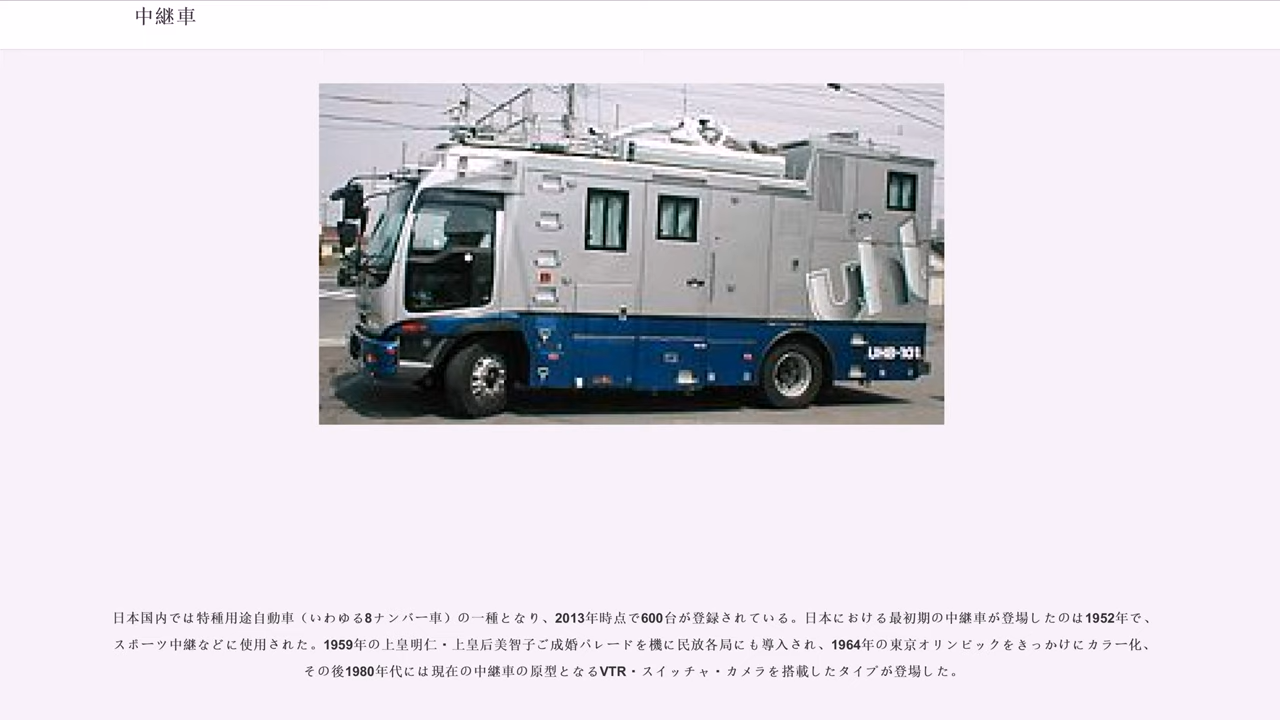 中継車
uhb
UHB-101
日本国内では特種用途自動車（いわゆる8ナンバー車）の一種となり、2013年時点で600台が登録されている。日本における最初期の中継車が登場したのは1952年で、
スポーツ中継などに使用された。1959年の上皇明仁・上皇后美智子ご成婚パレードを機に民放各局にも導入され、1964年の東京オリンピックをきっかけにカラー化、
その後1980年代には現在の中継車の原型となるVTR・スイッチャ・カメラを搭載したタイプが登場した。